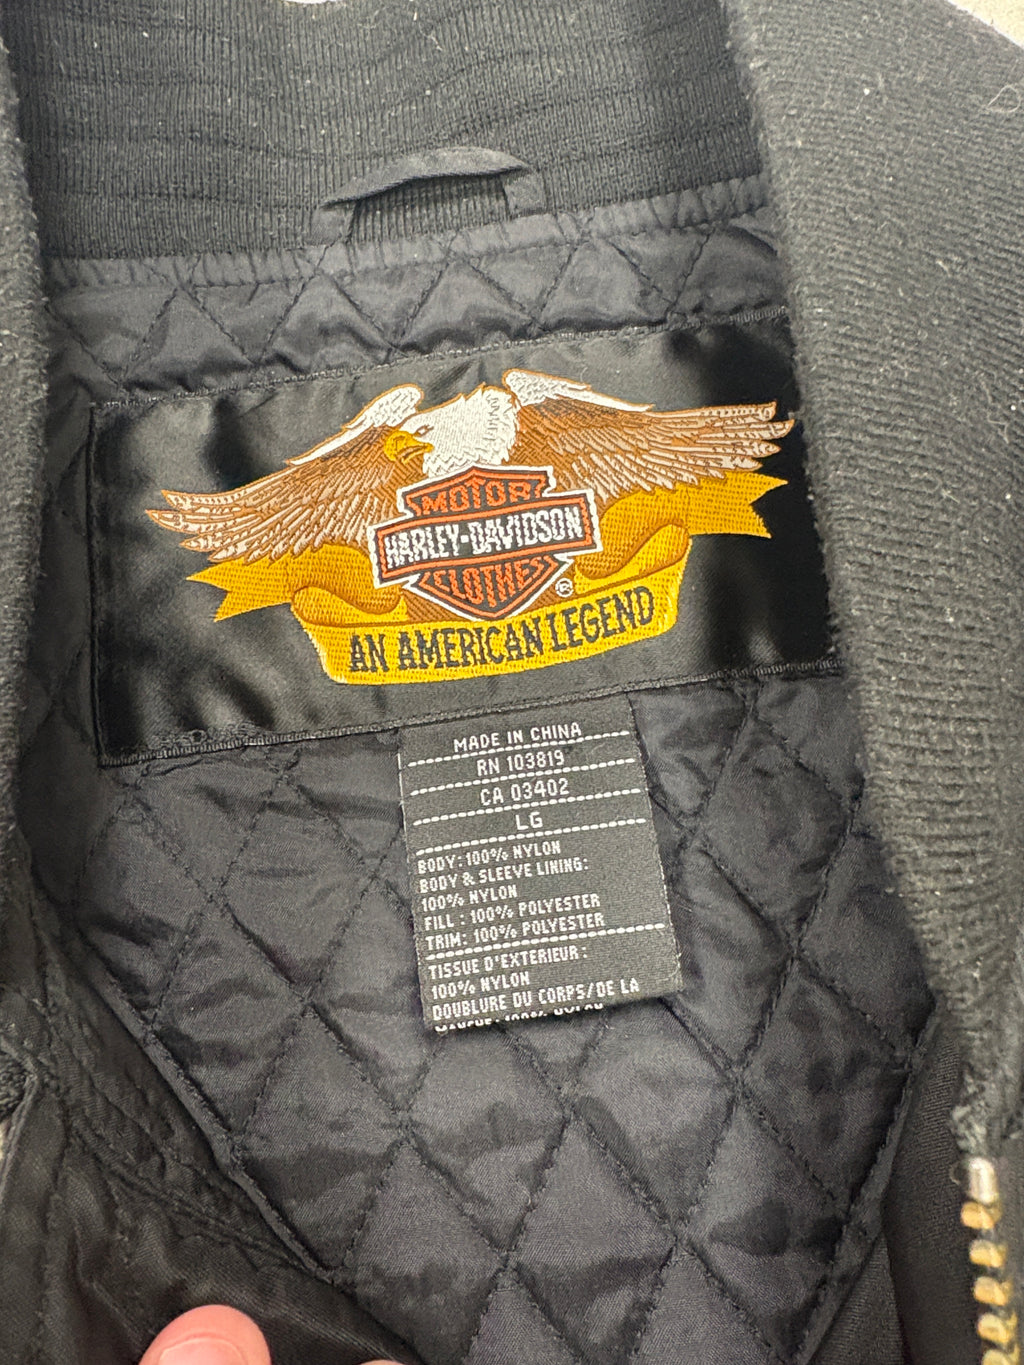 MOTOR
HARLEY-DAVIDSON
CLOTHES
®
AN AMERICAN LEGEND
MADE IN CHINA
RN 103819
CA 03402
LG
BODY: 100% NYLON
BODY & SLEEVE LINING:
100% NYLON
FILL : 100% POLYESTER
TRIM: 100% POLYESTER
TISSUE D'EXTERIEUR :
100% NYLON
DOUBLURE DU CORPS/DE LA
100% NYLON